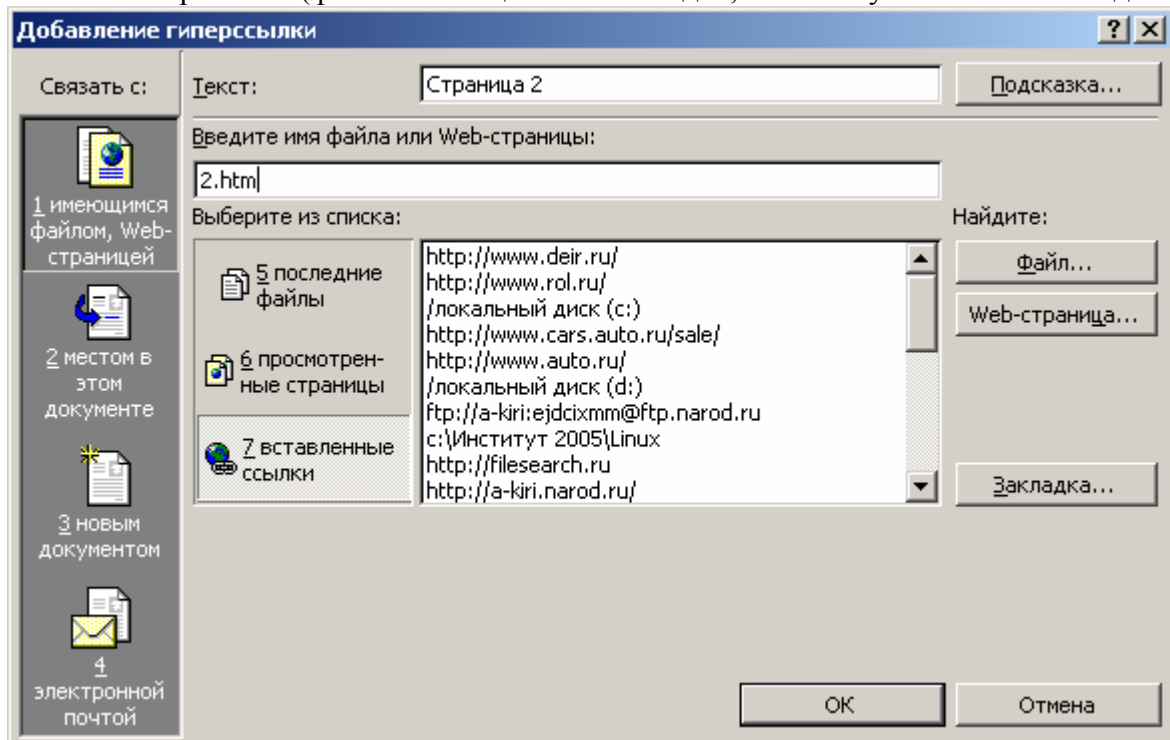 Добавление гиперссылки
Связать с:
Текст:
Страница 2
Подсказка...
Введите имя файла или Web-страницы:
2.htm
1 имеющимся
файлом, Web-
страницей
Выберите из списка:
Найдите:
5 последние
файлы
6 просмотрен-
ные страницы
7 вставленные
ссылки
http://www.deir.ru/
http://www.rol.ru/
/локальный диск (c:)
http://www.cars.auto.ru/sale/
http://www.auto.ru/
/локальный диск (d:)
ftp://a-kiri:ejdcixmm@ftp.narod.ru
c:\Институт 2005\Linux
http://filesearch.ru
http://a-kiri.narod.ru/
Файл...
Web-страница...
Закладка...
2 местом в
этом
документе
3 новым
документом
4
электронной
почтой
ОК
Отмена